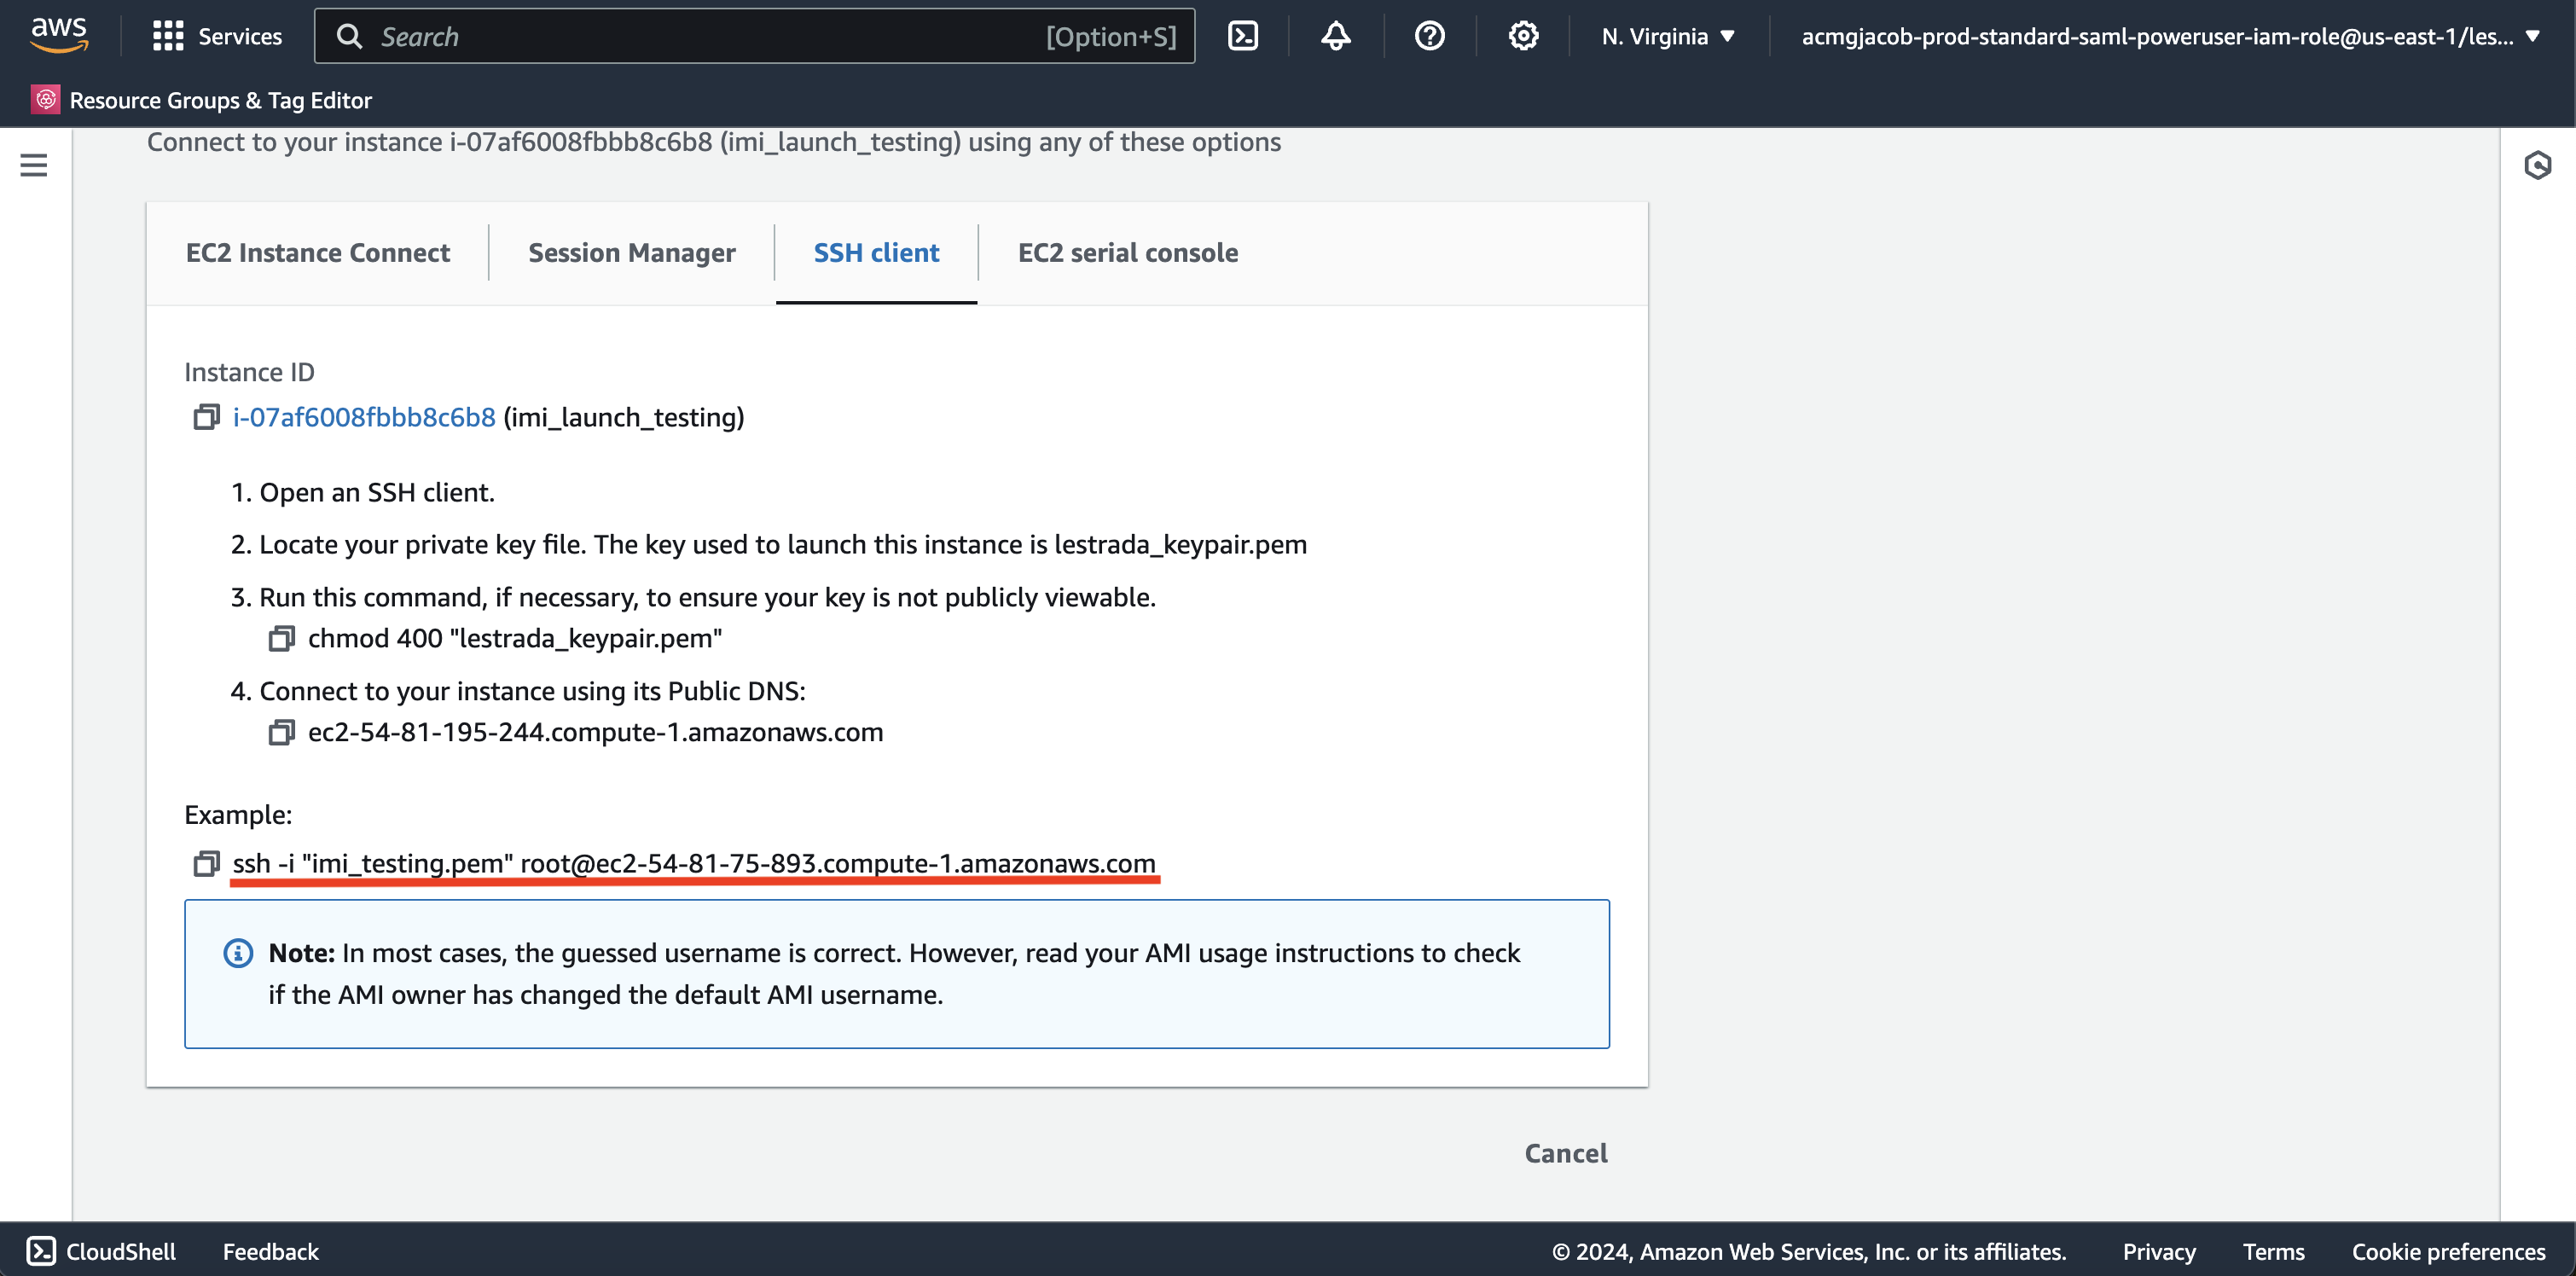 aws
Services
Search
[Option+S]
N. Virginia
acmgjacob-prod-standard-saml-poweruser-iam-role@us-east-1/les...
Resource Groups & Tag Editor
Connect to your instance i-07af6008fbbb8c6b8 (imi_launch_testing) using any of these options
EC2 Instance Connect
Session Manager
SSH client
EC2 serial console
Instance ID
i-07af6008fbbb8c6b8 (imi_launch_testing)
1. Open an SSH client.
2. Locate your private key file. The key used to launch this instance is lestrada_keypair.pem
3. Run this command, if necessary, to ensure your key is not publicly viewable.
chmod 400 "lestrada_keypair.pem"
4. Connect to your instance using its Public DNS:
ec2-54-81-195-244.compute-1.amazonaws.com
Example:
ssh -i "imi_testing.pem" root@ec2-54-81-75-893.compute-1.amazonaws.com
Note: In most cases, the guessed username is correct. However, read your AMI usage instructions to check
if the AMI owner has changed the default AMI username.
Cancel
CloudShell
Feedback
© 2024, Amazon Web Services, Inc. or its affiliates.
Privacy
Terms
Cookie preferences